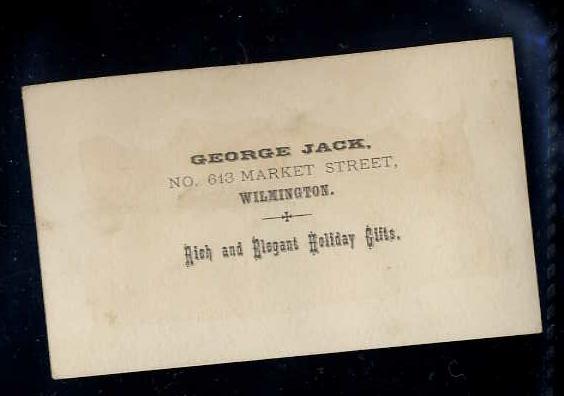 GEORGE JACK,
NO. 613 MARKET STREET,
WILMINGTON.
Rich and Elegant Holiday Gifts.